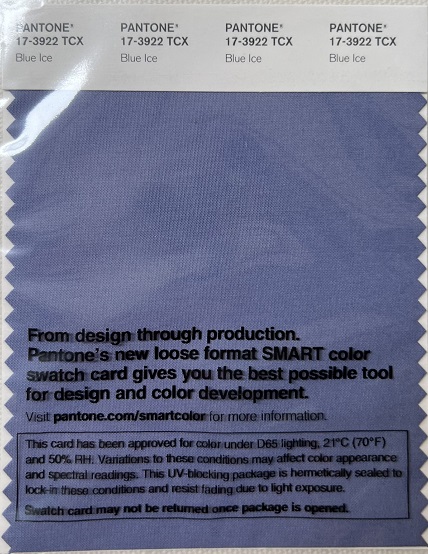 PANTONE® PANTONE® PANTONE® PANTONE®
17-3922 TCX 17-3922 TCX 17-3922 TCX 17-3922 TCX
Blue Ice Blue Ice Blue Ice Blue Ice
From design through production.
Pantone's new loose format SMART color
swatch card gives you the best possible tool
for design and color development.
Visit pantone.com/smartcolor for more information.
This card has been approved for color under D65 lighting, 21°C (70°F)
and 50% RH. Variations to these conditions may affect color appearance
and spectral readings. This UV-blocking package is hermetically sealed to
lock-in these conditions and resist fading due to light exposure.
Swatch card may not be returned once package is opened.